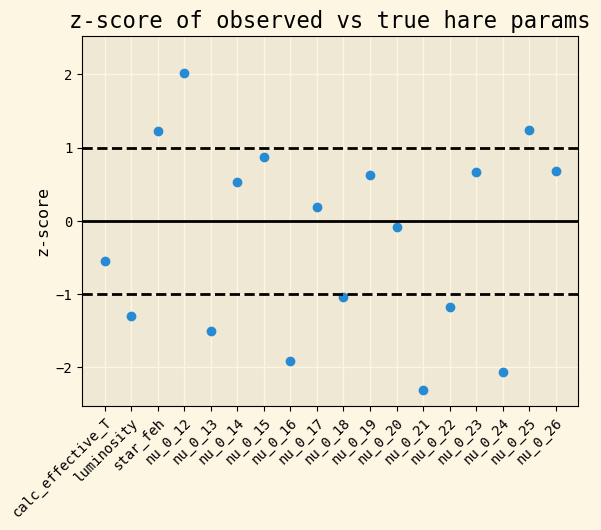 z-score of observed vs true hare params
z-score
2
1
0
−1
−2
calc_effective_T
luminosity
star_feh
nu_0_12
nu_0_13
nu_0_14
nu_0_15
nu_0_16
nu_0_17
nu_0_18
nu_0_19
nu_0_20
nu_0_21
nu_0_22
nu_0_23
nu_0_24
nu_0_25
nu_0_26